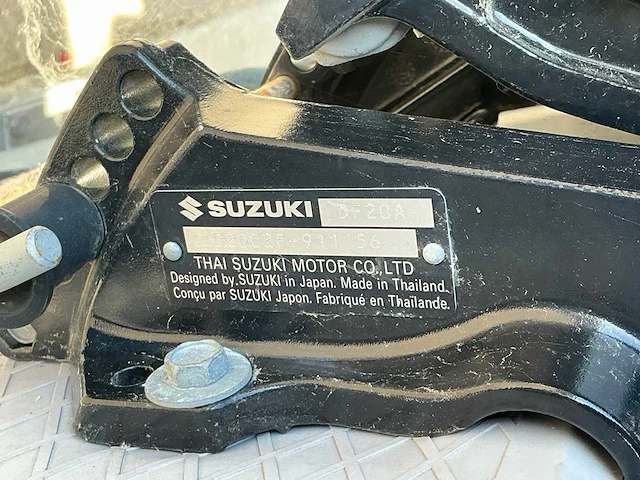 SUZUKI DF20A
THAI SUZUKI MOTOR CO.,LTD
Designed by.SUZUKI in Japan. Made in Thailand.
Conçu par SUZUKI Japon. Fabriqué en Thaïlande.